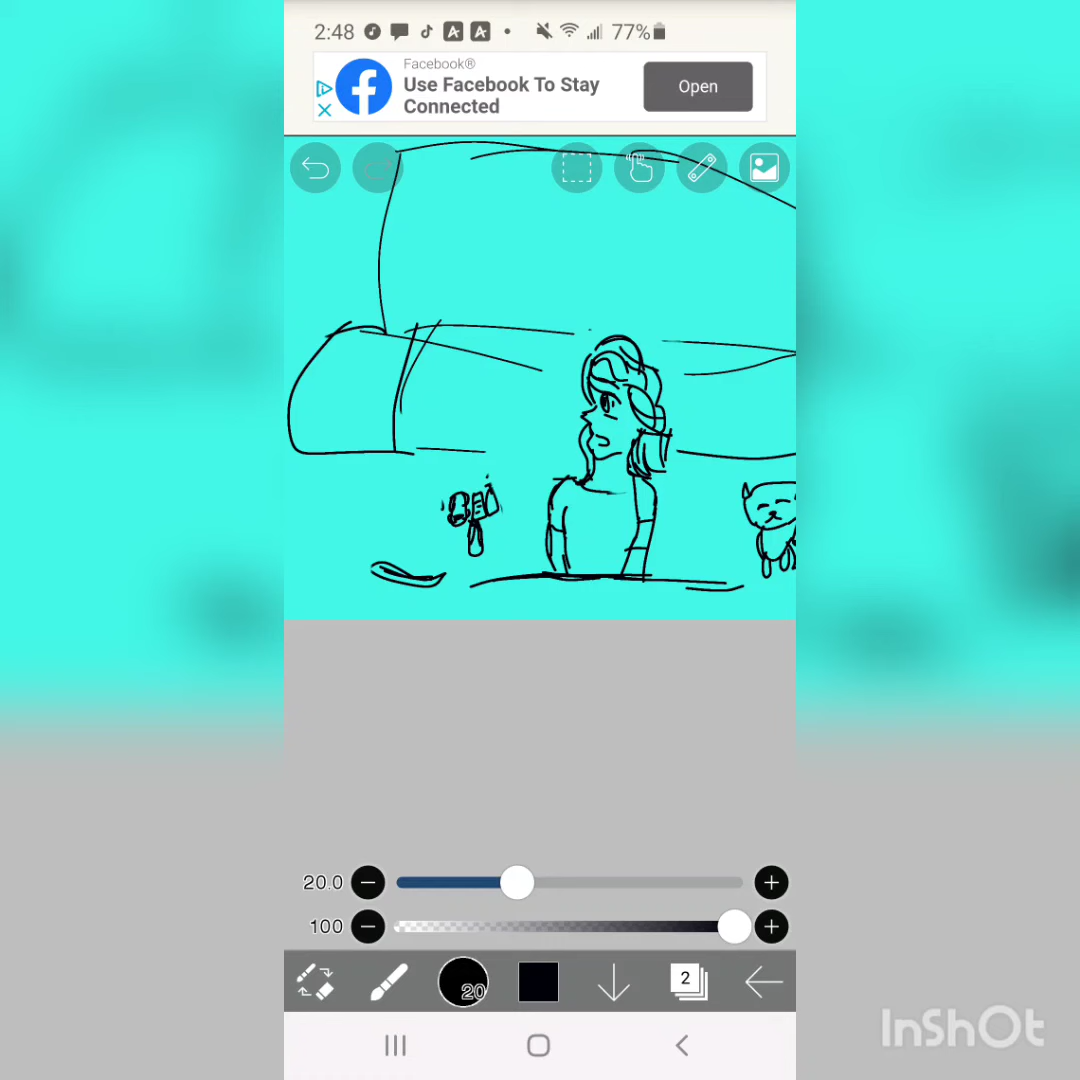 2:48
77%
Facebook®
Use Facebook To Stay
Connected
Open
20.0
100
20
2
InShOt